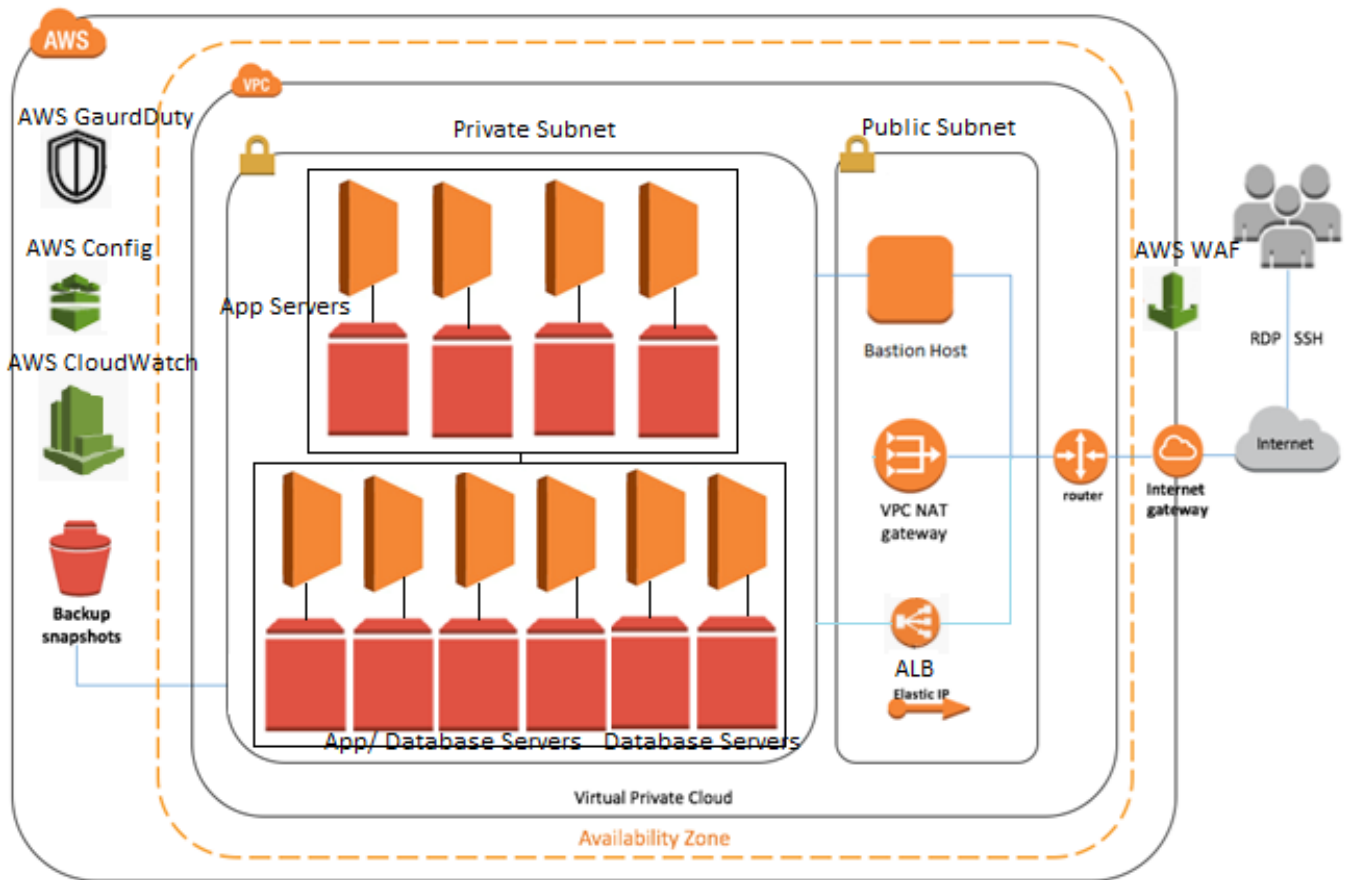 AWS
VPC
AWS GaurdDuty
Private Subnet
Public Subnet
AWS Config
App Servers
AWS WAF
AWS CloudWatch
Bastion Host
RDP SSH
Internet
VPC NAT
gateway
router
Internet
gateway
Backup
snapshots
ALB
Elastic IP
App/ Database Servers
Database Servers
Virtual Private Cloud
Availability Zone